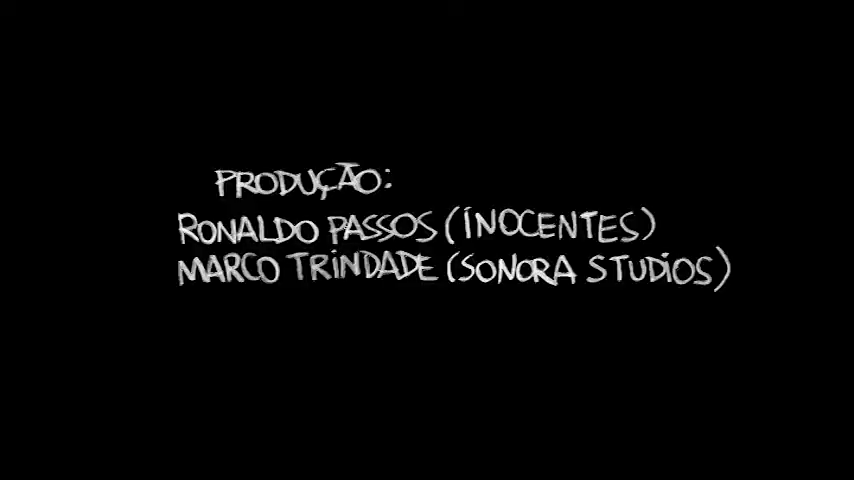 PRODUÇÃO:
RONALDO PASSOS (INOCENTES)
MARCO TRINDADE (SONORA STUDIOS)